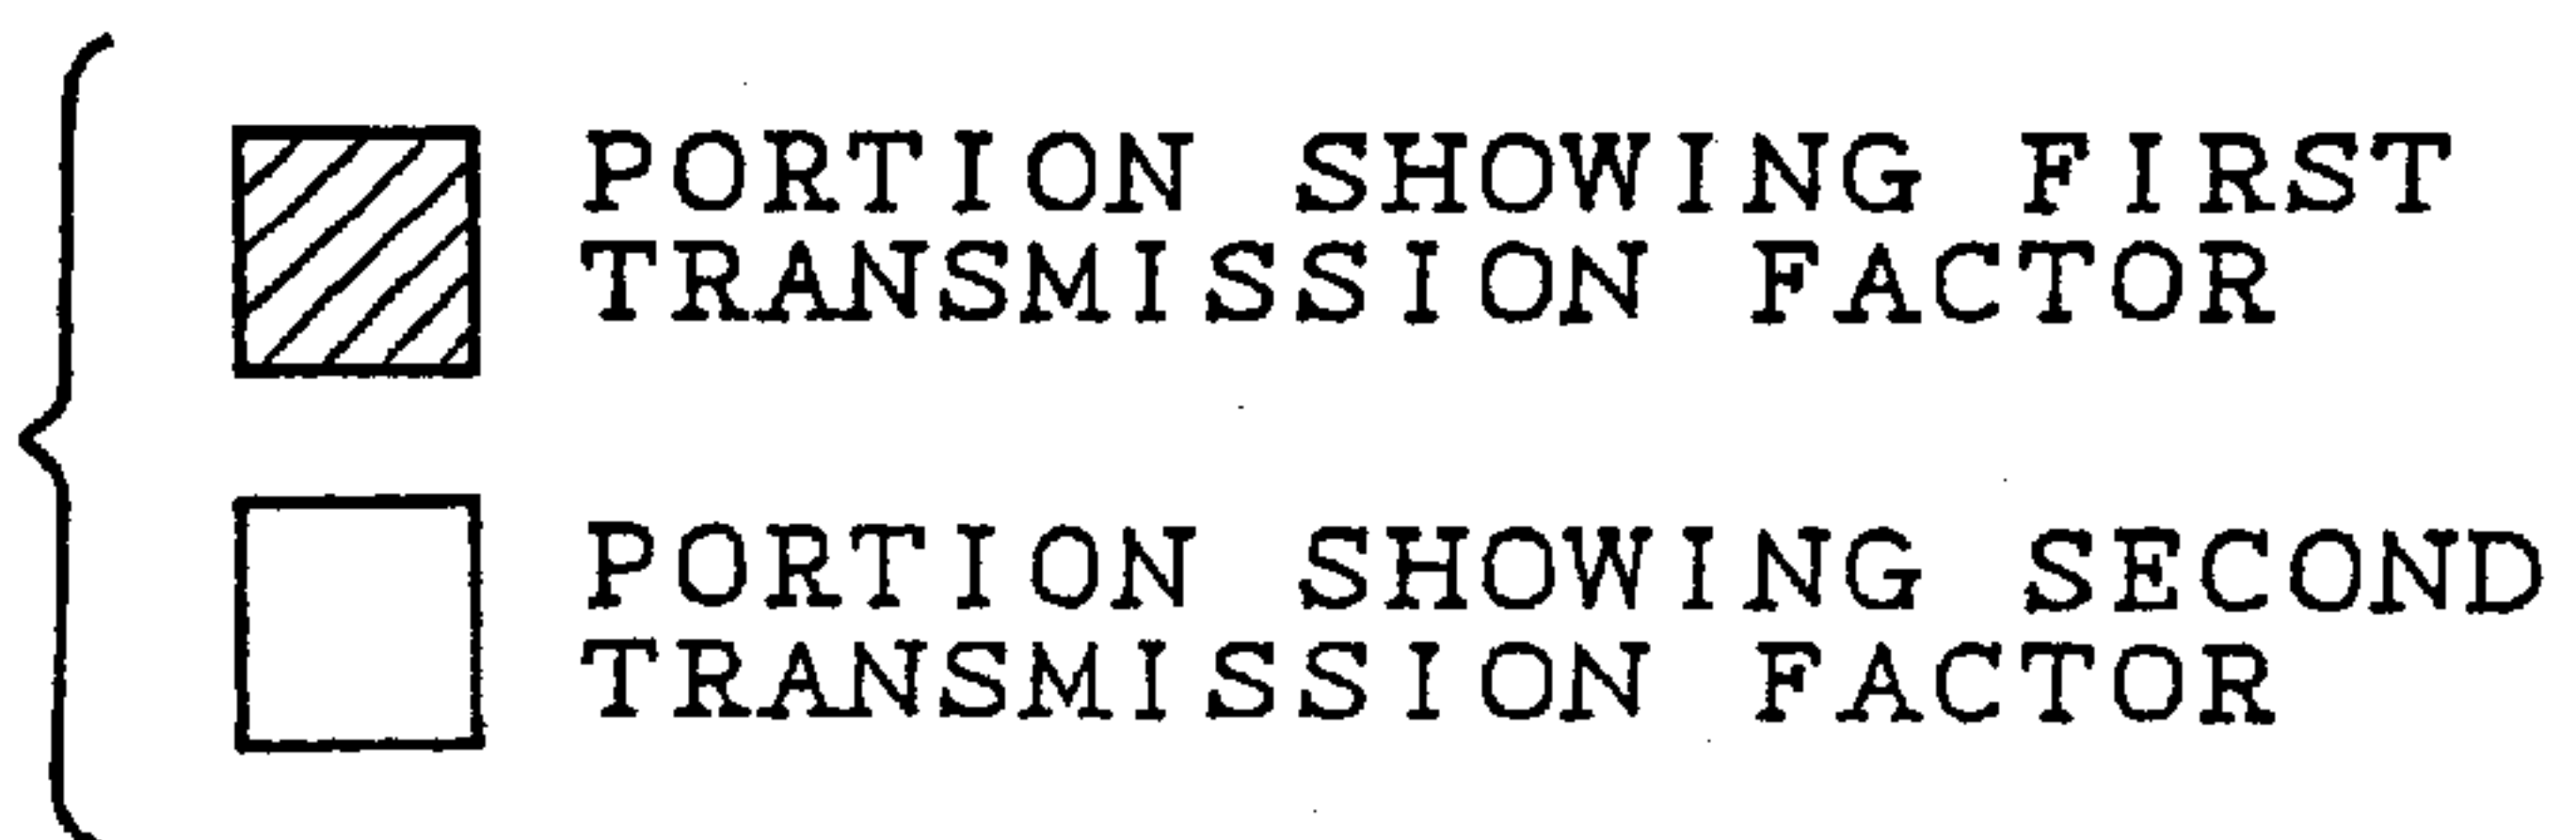 PORTION SHOWING FIRST
TRANSMISSION FACTOR
PORTION SHOWING SECOND
TRANSMISSION FACTOR